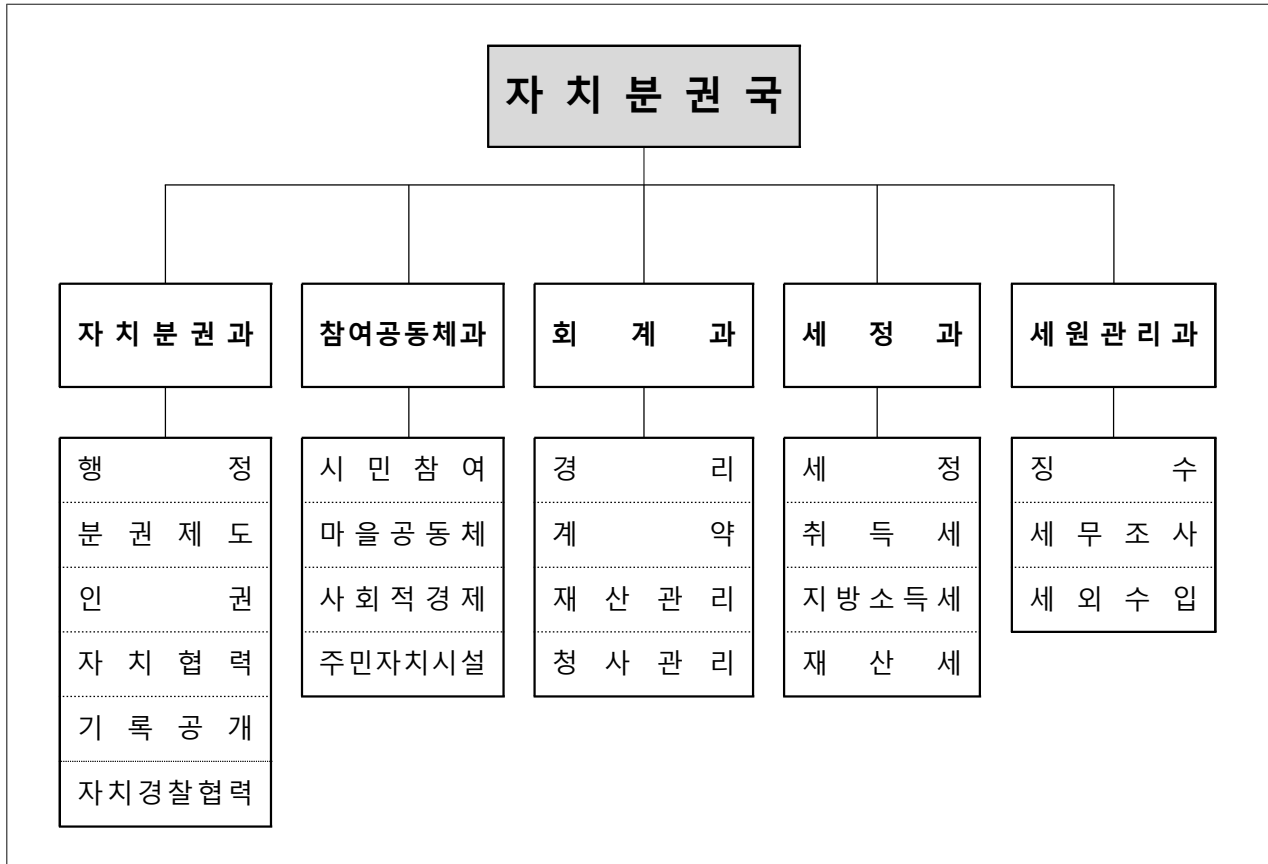 자치분권국
자치분권과
참여공동체과
회계과
세정과
세원관리과
행정
분권제도
인권
자치협력
기록공개
자치경찰협력
시민참여
마을공동체
사회적경제
주민자치시설
경리
계약
재산관리
청사관리
세정
취득세
지방소득세
재산세
징수
세무조사
세외수입